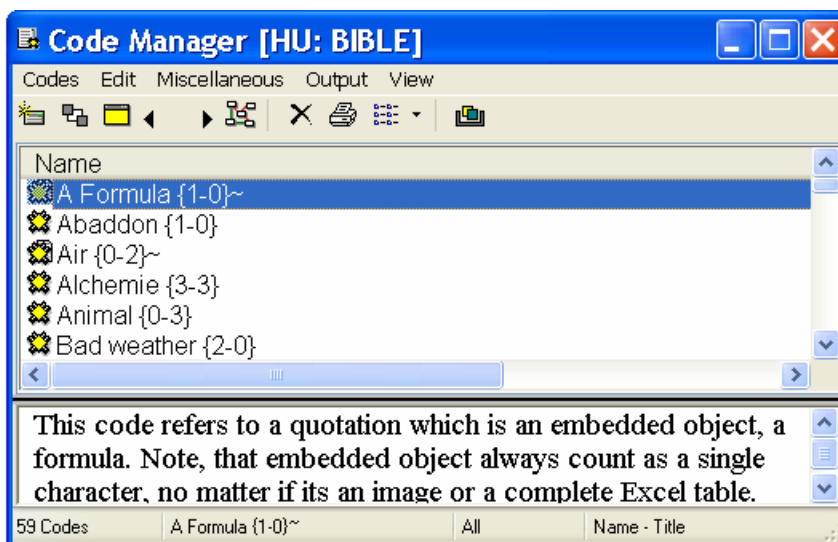 Code Manager [HU: BIBLE]
Codes Edit Miscellaneous Output View
Name
A Formula {1-0}~
Abaddon {1-0}
Air {0-2}~
Alchemie {3-3}
Animal {0-3}
Bad weather {2-0}
This code refers to a quotation which is an embedded object, a
formula. Note, that embedded object always count as a single
character, no matter if its an image or a complete Excel table.
59 Codes A Formula {1-0}~ All Name - Title